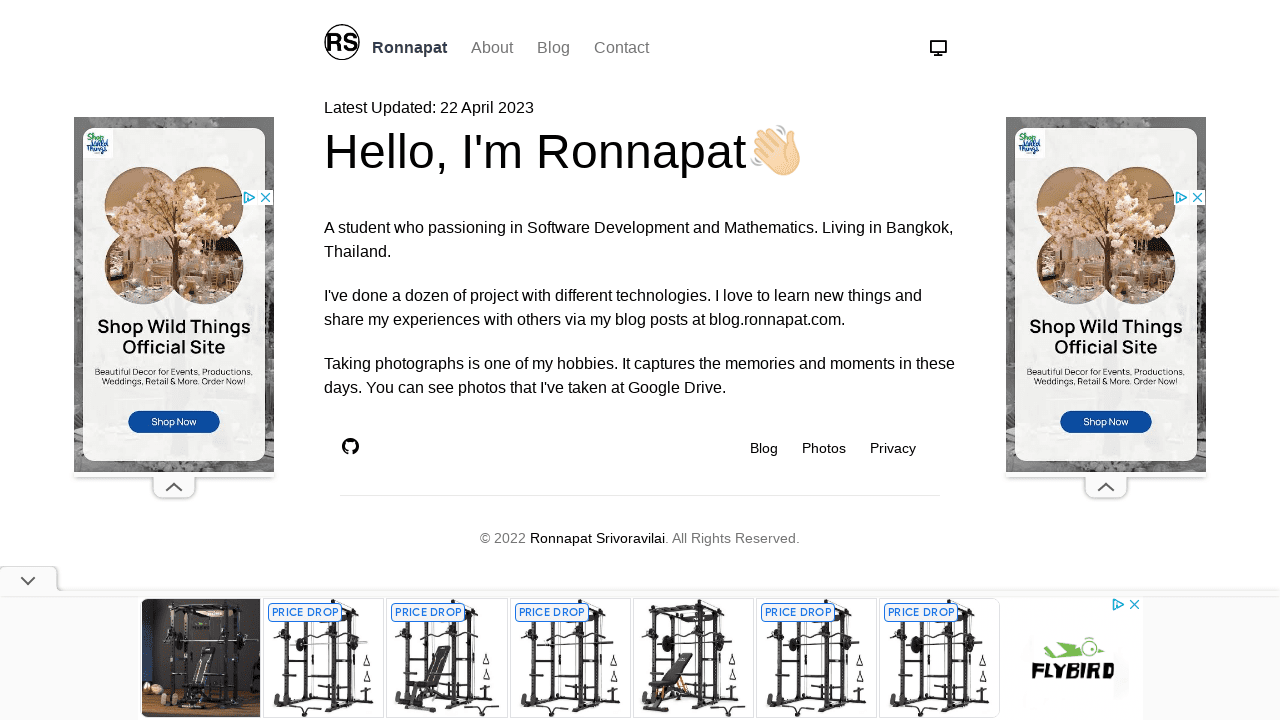 RS
Ronnapat About Blog Contact
Latest Updated: 22 April 2023
Hello, I'm Ronnapat
A student who passioning in Software Development and Mathematics. Living in Bangkok,
Thailand.
I've done a dozen of project with different technologies. I love to learn new things and
share my experiences with others via my blog posts at blog.ronnapat.com.
Taking photographs is one of my hobbies. It captures the memories and moments in these
days. You can see photos that I've taken at Google Drive.
Blog Photos Privacy
© 2022 Ronnapat Srivoravilai. All Rights Reserved.
Shop Wild Things
Shop Wild Things
Official Site
Beautiful Decor for Events, Productions,
Weddings, Retail & More. Order Now!
Shop Now
Shop Wild Things
Shop Wild Things
Official Site
Beautiful Decor for Events, Productions,
Weddings, Retail & More. Order Now!
Shop Now
PRICE DROP PRICE DROP PRICE DROP PRICE DROP PRICE DROP
FLYBIRD